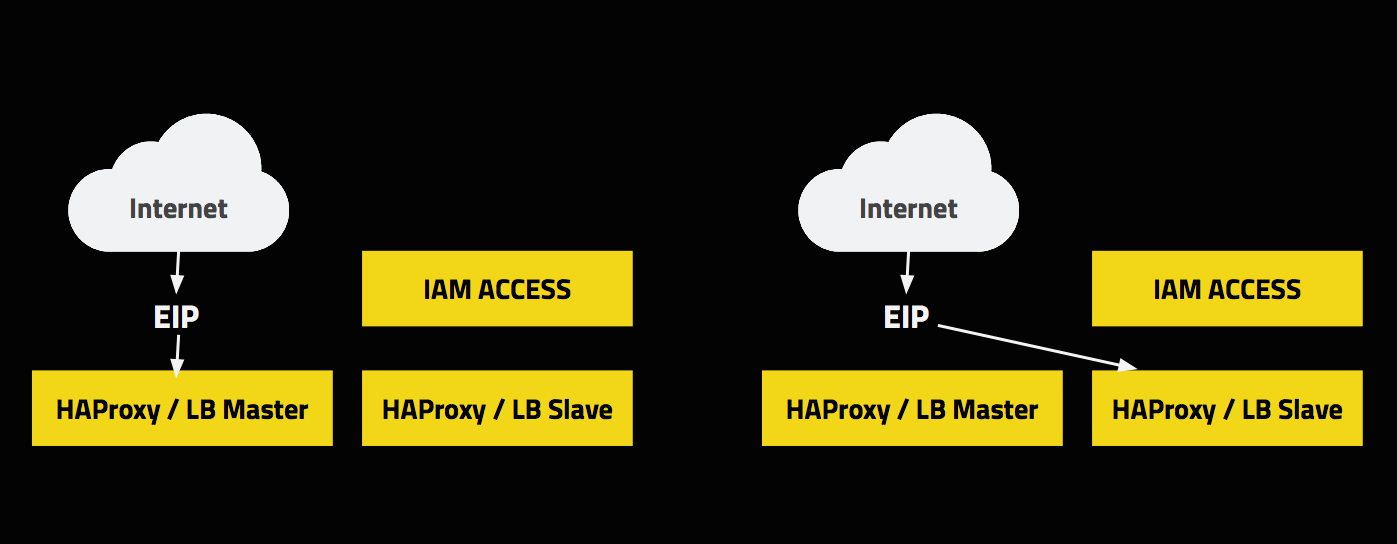 Internet
IAM ACCESS
EIP
HAProxy / LB Master
HAProxy / LB Slave
Internet
IAM ACCESS
EIP
HAProxy / LB Master
HAProxy / LB Slave